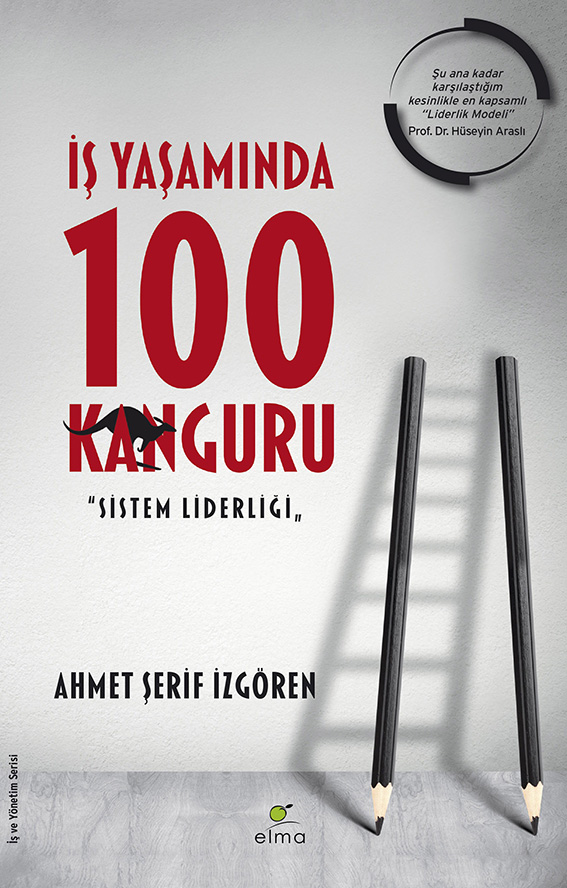 Şu ana kadar
karşılaştığım
kesinlikle en kapsamlı
“Liderlik Modeli”
Prof. Dr. Hüseyin Araslı
İŞ YAŞAMINDA
100
KANGURU
“SİSTEM LİDERLİĞİ„
AHMET ŞERİF İZGÖREN
İş ve Yönetim Serisi
elma